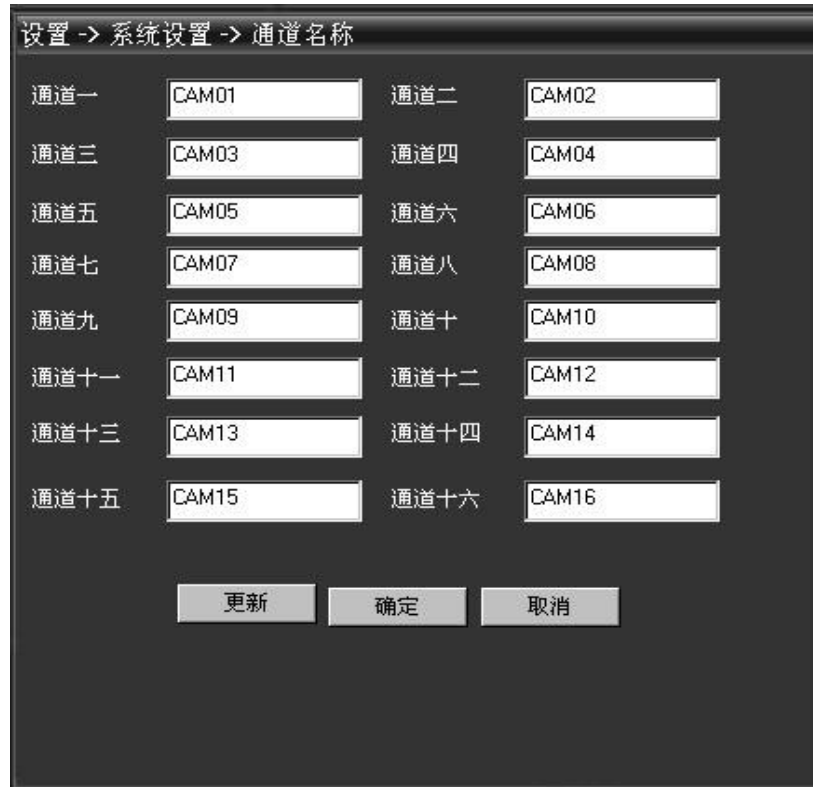 设置 -> 系统设置 -> 通道名称
通道一 CAM01 通道二 CAM02
通道三 CAM03 通道四 CAM04
通道五 CAM05 通道六 CAM06
通道七 CAM07 通道八 CAM08
通道九 CAM09 通道十 CAM10
通道十一 CAM11 通道十二 CAM12
通道十三 CAM13 通道十四 CAM14
通道十五 CAM15 通道十六 CAM16
更新 确定 取消